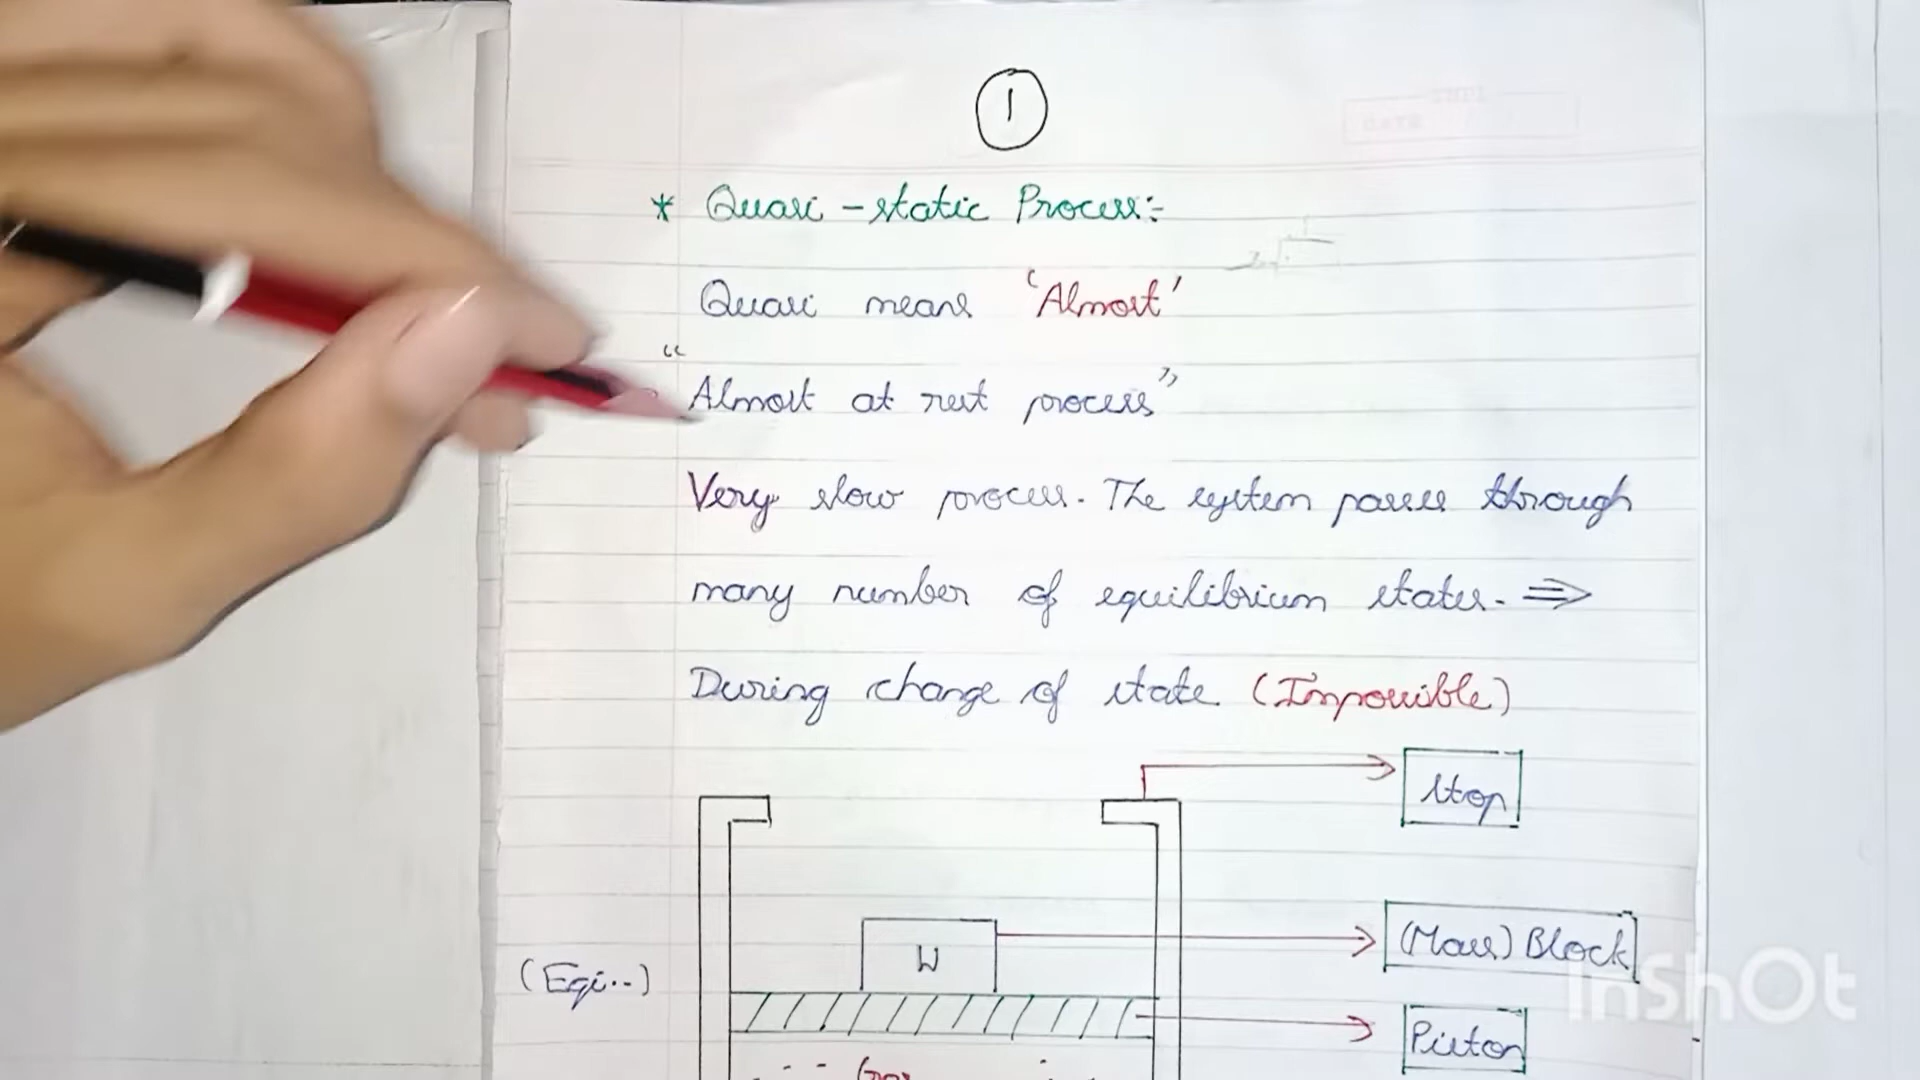 1
* Quasi-static Process:-
Quasi means 'Almost'
"Almost at rest process"
Very slow process. The system passes through
many number of equilibrium states. ⇒
During change of state (Impossible)
Stop
W
(Mass) Block
(Eqi..)
Piston
Gas
InShOt